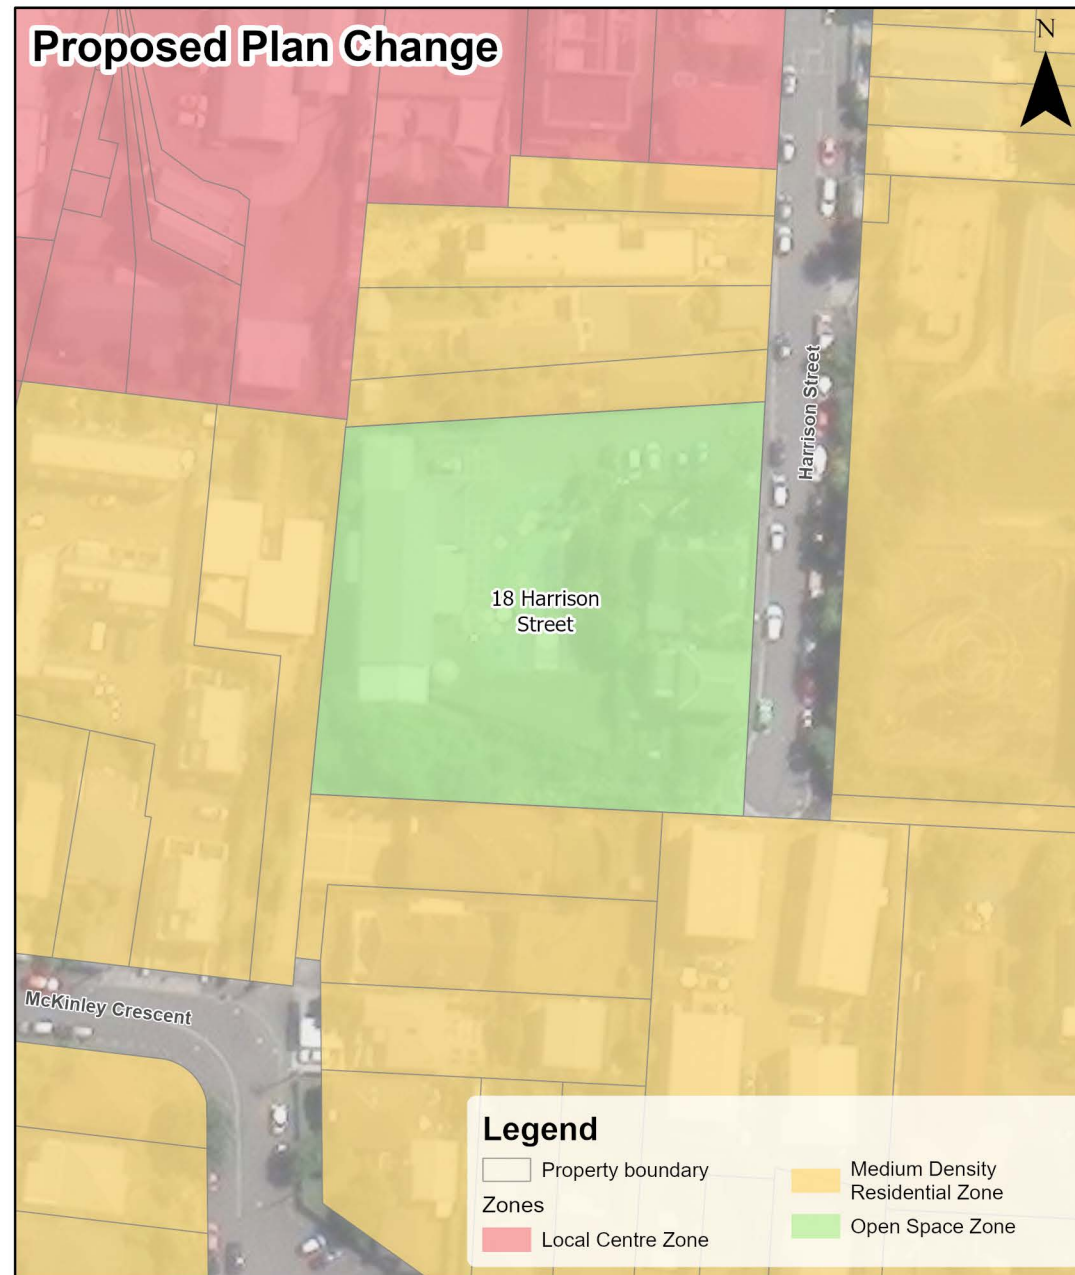 Proposed Plan Change
N
Harrison Street
18 Harrison
Street
McKinley Crescent
Legend
Property boundary
Zones
Local Centre Zone
Medium Density
Residential Zone
Open Space Zone